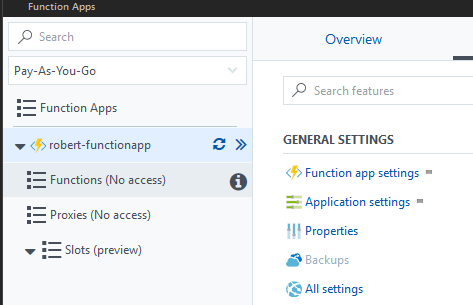 Function Apps
Search
Pay-As-You-Go
Function Apps
robert-functionapp
Functions (No access)
Proxies (No access)
Slots (preview)
Overview
Search features
GENERAL SETTINGS
Function app settings
Application settings
Properties
Backups
All settings